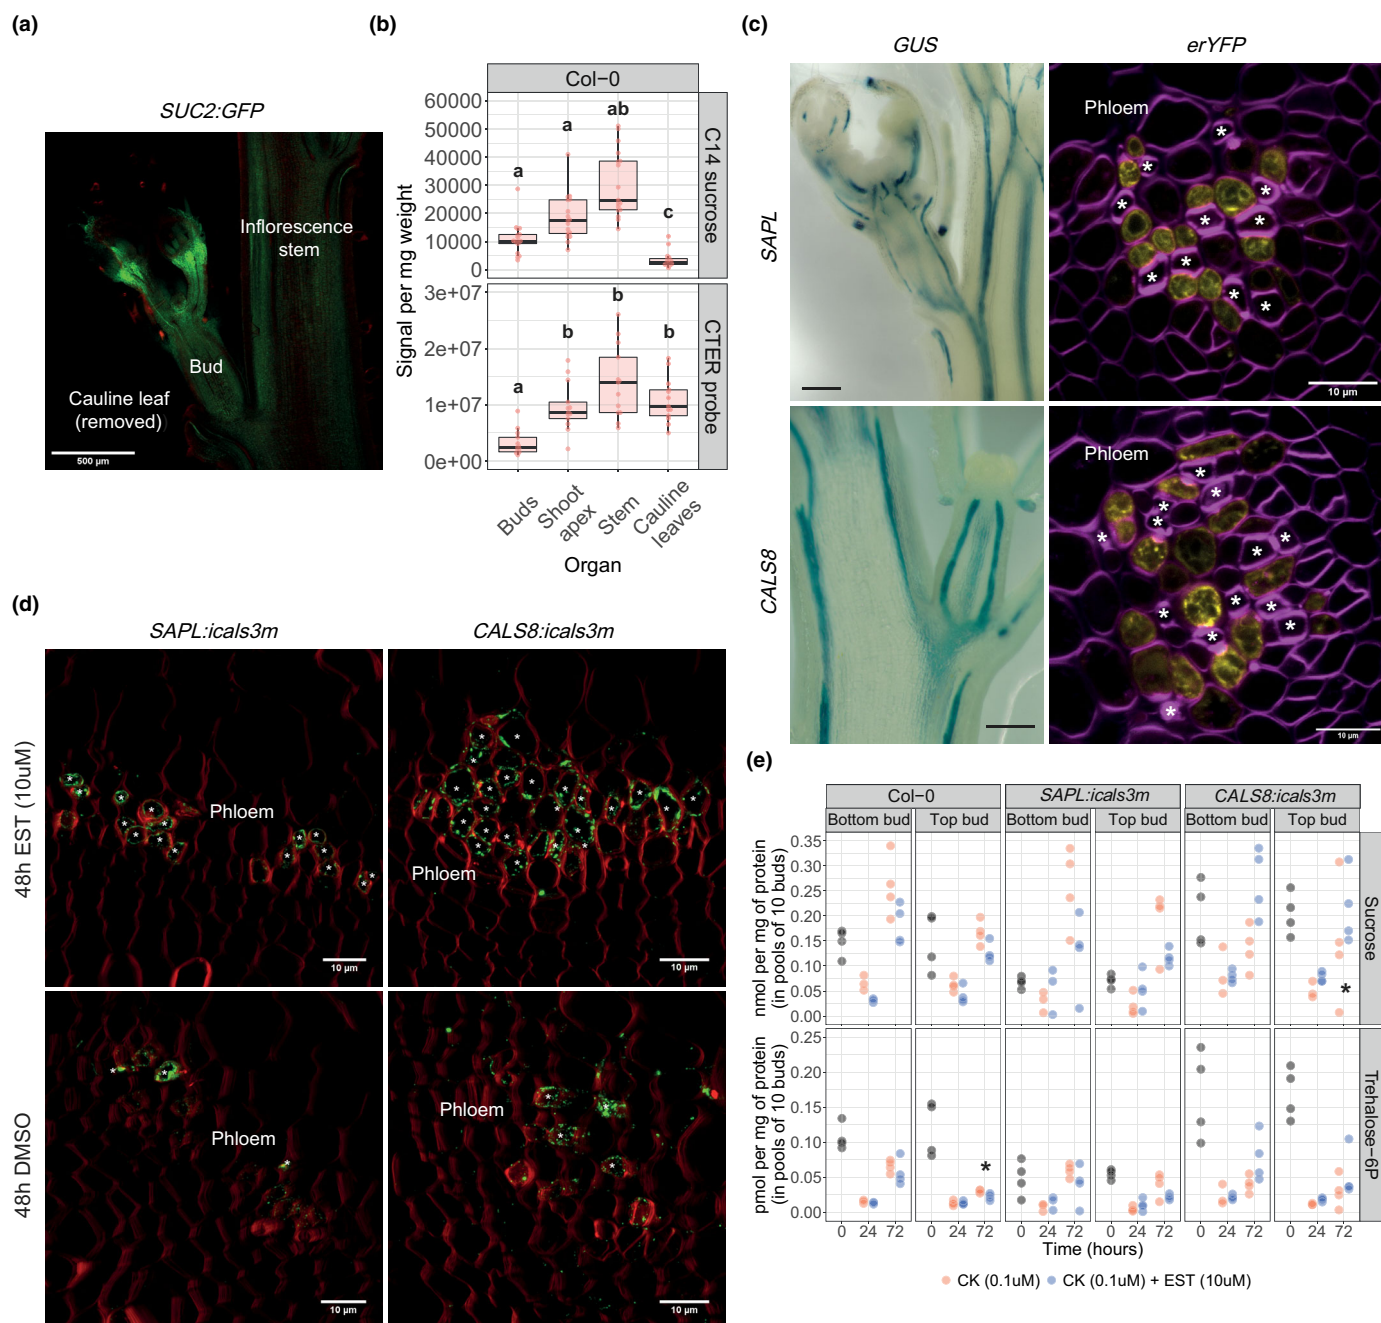 (a)
SUC2:GFP
Inflorescence
stem
Bud
Cauline leaf
(removed)
500 µm
(b)
Col−0
60000
50000
40000
30000
20000
10000
0
a
a
ab
c
C14 sucrose
3e+07
2e+07
1e+07
0e+00
a
b
b
b
CTER probe
Signal per mg weight
Buds
Shoot
apex
Stem
Cauline
leaves
Organ
(c)
GUS
erYFP
SAPL
Phloem
* * * * * * * * * *
10 µm
CALS8
Phloem
* * * * * * * * * * * * *
10 µm
(d)
SAPL:icals3m
CALS8:icals3m
48h EST (10uM)
Phloem
10 µm
Phloem
10 µm
48h DMSO
Phloem
10 µm
Phloem
10 µm
(e)
Col−0
SAPL:icals3m
CALS8:icals3m
Bottom bud
Top bud
Bottom bud
Top bud
Bottom bud
Top bud
nmol per mg of protein
(in pools of 10 buds)
0.35
0.30
0.25
0.20
0.15
0.10
0.05
0.00
*
Sucrose
pmol per mg of protein
(in pools of 10 buds)
0.25
0.20
0.15
0.10
0.05
0.00
*
Trehalose−6P
0 24 72
0 24 72
0 24 72
0 24 72
0 24 72
0 24 72
Time (hours)
CK (0.1uM)
CK (0.1uM) + EST (10uM)